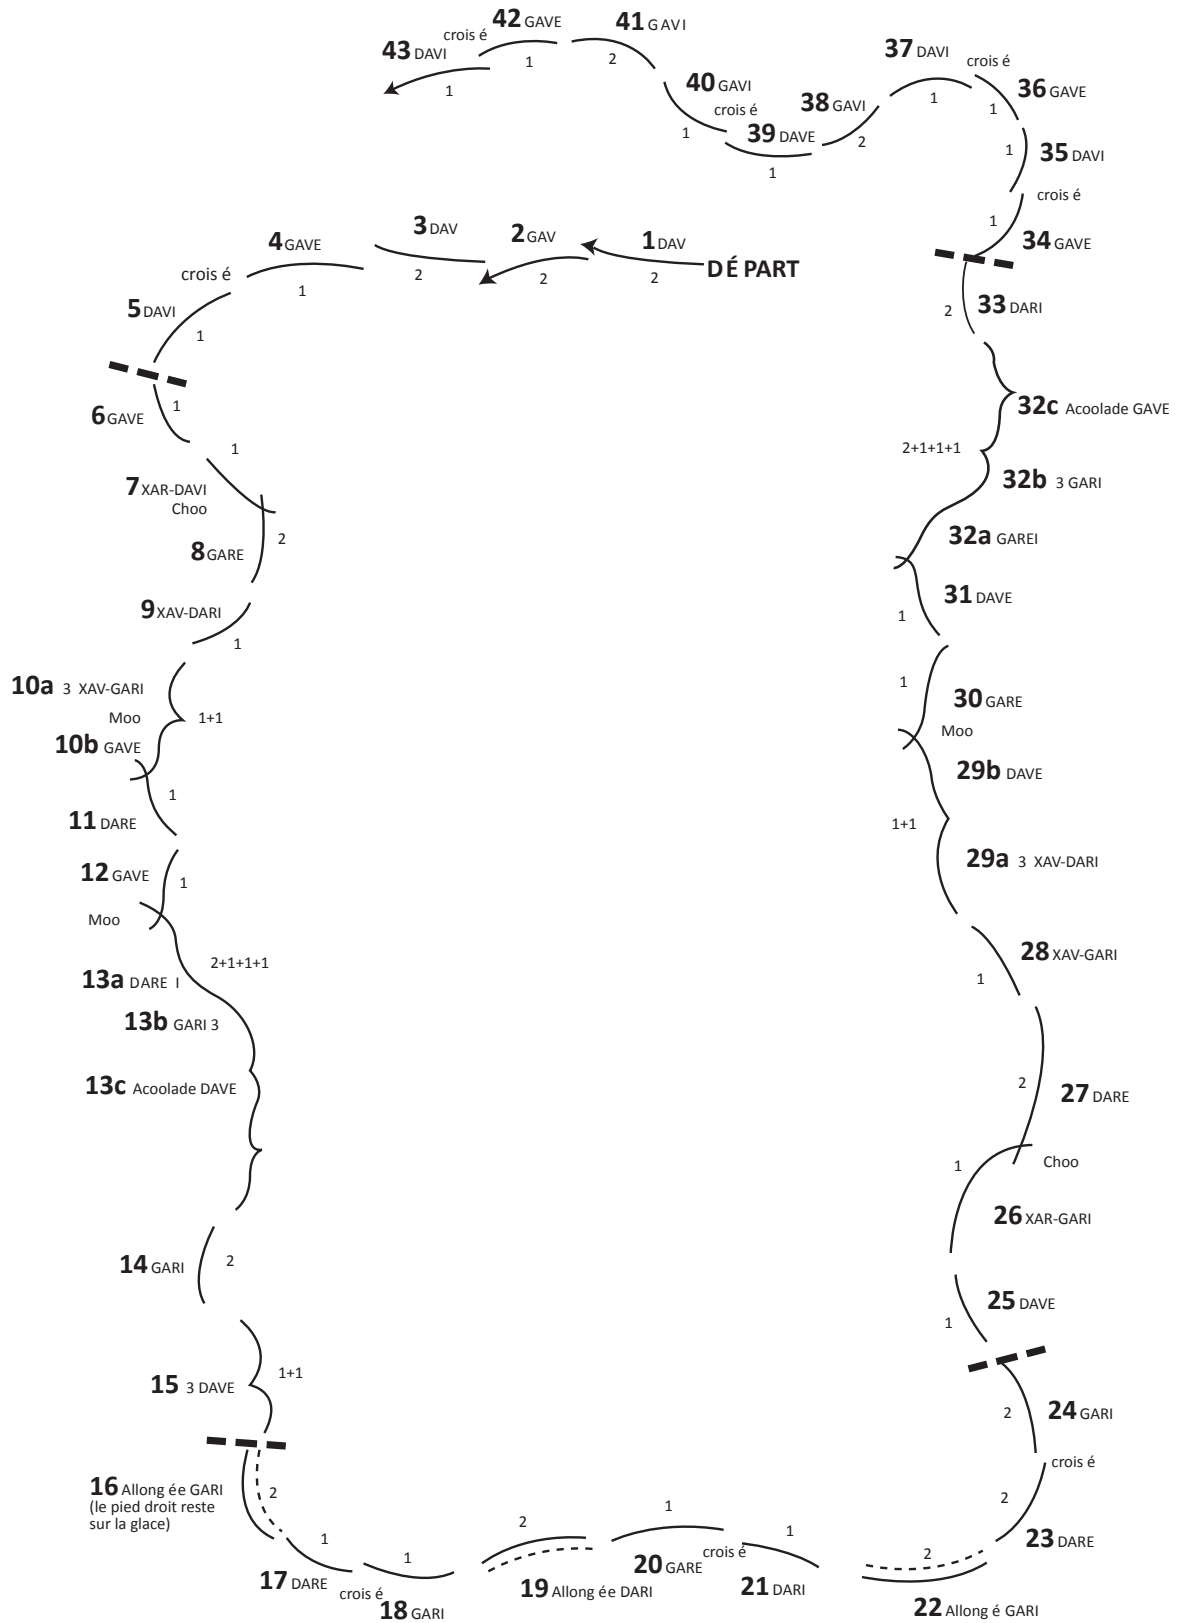 43 DAVI
crois é
42 GAVE
41 GAVI
1
1
2
40 GAVI
crois é
1
39 DAVE
1
38 GAVI
2
37 DAVI
1
crois é
36 GAVE
1
35 DAVI
1
crois é
34 GAVE
1
33 DARI
2
DÉ PART
1 DAV
2
2 GAV
2
3 DAV
2
4 GAVE
1
crois é
5 DAVI
1
6 GAVE
1
7 XAR-DAVI
Choo
1
8 GARE
2
9 XAV-DARI
1
10a 3 XAV-GARI
Moo
1+1
10b GAVE
11 DARE
1
12 GAVE
1
Moo
13a DARE I
2+1+1+1
13b GARI 3
13c Acoolade DAVE
14 GARI
2
15 3 DAVE
1+1
16 Allong ée GARI
(le pied droit reste
sur la glace)
2
17 DARE
1
crois é
18 GARI
1
19 Allong ée DARI
2
20 GARE
1
crois é
21 DARI
1
22 Allong é GARI
2
23 DARE
2
crois é
24 GARI
2
25 DAVE
1
26 XAR-GARI
1
Choo
27 DARE
2
28 XAV-GARI
1
29a 3 XAV-DARI
1+1
29b DAVE
Moo
30 GARE
1
31 DAVE
1
32a GAREI
32b 3 GARI
2+1+1+1
32c Acoolade GAVE